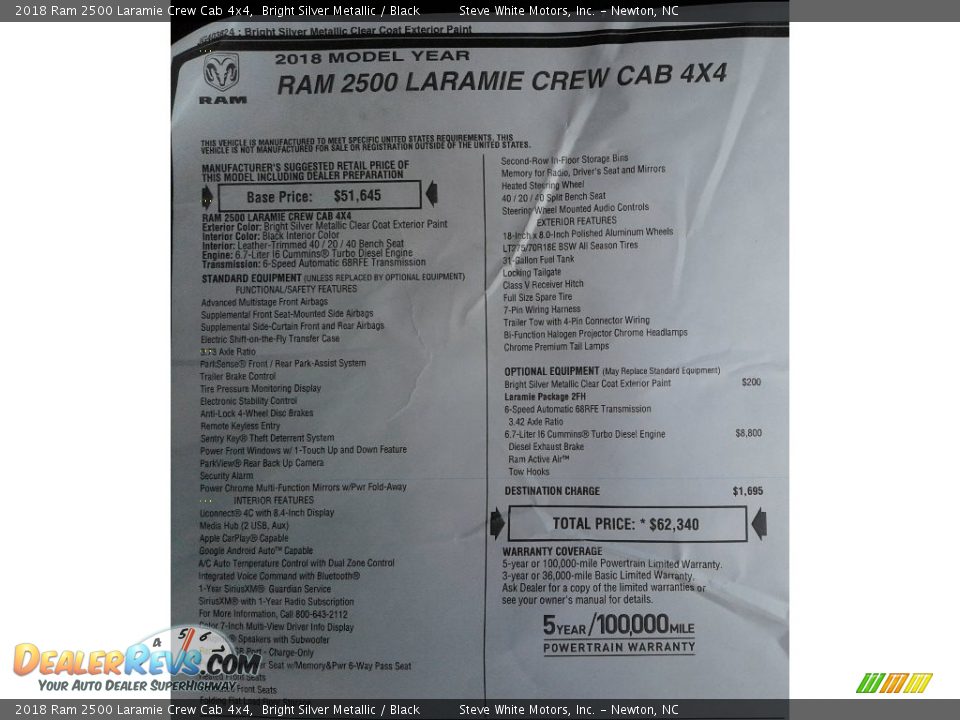 2018 Ram 2500 Laramie Crew Cab 4x4, Bright Silver Metallic / Black Steve White Motors, Inc. - Newton, NC
: Bright Silver Metallic Clear Coat Exterior Paint
2018 MODEL YEAR
RAM 2500 LARAMIE CREW CAB 4X4
RAM
THIS VEHICLE IS MANUFACTURED TO MEET SPECIFIC UNITED STATES REQUIREMENTS. THIS
VEHICLE IS NOT MANUFACTURED FOR SALE OR REGISTRATION OUTSIDE OF THE UNITED STATES.
MANUFACTURER'S SUGGESTED RETAIL PRICE OF
THIS MODEL INCLUDING DEALER PREPARATION
Base Price: $51,645
RAM 2500 LARAMIE CREW CAB 4X4
Exterior Color: Bright Silver Metallic Clear Coat Exterior Paint
Interior Color: Black Interior Color
Interior: Leather-Trimmed 40 / 20 / 40 Bench Seat
Engine: 6.7-Liter I6 Cummins® Turbo Diesel Engine
Transmission: 6-Speed Automatic 68RFE Transmission
STANDARD EQUIPMENT (UNLESS REPLACED BY OPTIONAL EQUIPMENT)
FUNCTIONAL/SAFETY FEATURES
Advanced Multistage Front Airbags
Supplemental Front Seat-Mounted Side Airbags
Supplemental Side-Curtain Front and Rear Airbags
Electric Shift-on-the-Fly Transfer Case
3.73 Axle Ratio
ParkSense® Front / Rear Park-Assist System
Trailer Brake Control
Tire Pressure Monitoring Display
Electronic Stability Control
Anti-Lock 4-Wheel Disc Brakes
Remote Keyless Entry
Sentry Key® Theft Deterrent System
Power Front Windows w/ 1-Touch Up and Down Feature
ParkView® Rear Back Up Camera
Security Alarm
Power Chrome Multi-Function Mirrors w/Pwr Fold-Away
INTERIOR FEATURES
Uconnect® 4C with 8.4-Inch Display
Media Hub (2 USB, Aux)
Apple CarPlay® Capable
Google Android Auto™ Capable
A/C Auto Temperature Control with Dual Zone Control
Integrated Voice Command with Bluetooth®
1-Year SiriusXM® Guardian Service
SiriusXM® with 1-Year Radio Subscription
For More Information, Call 800-643-2112
Color 7-Inch Multi-View Driver Info Display
® Speakers with Subwoofer
Port - Charge-Only
Seat w/Memory&Pwr 6-Way Pass Seat
Heated Front Seats
Front Seats
Second-Row In-Floor Storage Bins
Memory for Radio, Driver's Seat and Mirrors
Heated Steering Wheel
40 / 20 / 40 Split Bench Seat
Steering Wheel Mounted Audio Controls
EXTERIOR FEATURES
18-Inch x 8.0-Inch Polished Aluminum Wheels
LT275/70R18E BSW All Season Tires
31-Gallon Fuel Tank
Locking Tailgate
Class V Receiver Hitch
Full Size Spare Tire
7-Pin Wiring Harness
Trailer Tow with 4-Pin Connector Wiring
Bi-Function Halogen Projector Chrome Headlamps
Chrome Premium Tail Lamps
OPTIONAL EQUIPMENT (May Replace Standard Equipment)
Bright Silver Metallic Clear Coat Exterior Paint $200
Laramie Package 2FH
6-Speed Automatic 68RFE Transmission
3.42 Axle Ratio
6.7-Liter I6 Cummins® Turbo Diesel Engine $8,800
Diesel Exhaust Brake
Ram Active Air™
Tow Hooks
DESTINATION CHARGE $1,695
TOTAL PRICE: * $62,340
WARRANTY COVERAGE
5-year or 100,000-mile Powertrain Limited Warranty.
3-year or 36,000-mile Basic Limited Warranty.
Ask Dealer for a copy of the limited warranties or
see your owner's manual for details.
5 YEAR/100,000 MILE
POWERTRAIN WARRANTY
4 5 6
DEALERREVS.COM
Your Auto Dealer SuperHighway
2018 Ram 2500 Laramie Crew Cab 4x4, Bright Silver Metallic / Black Steve White Motors, Inc. - Newton, NC